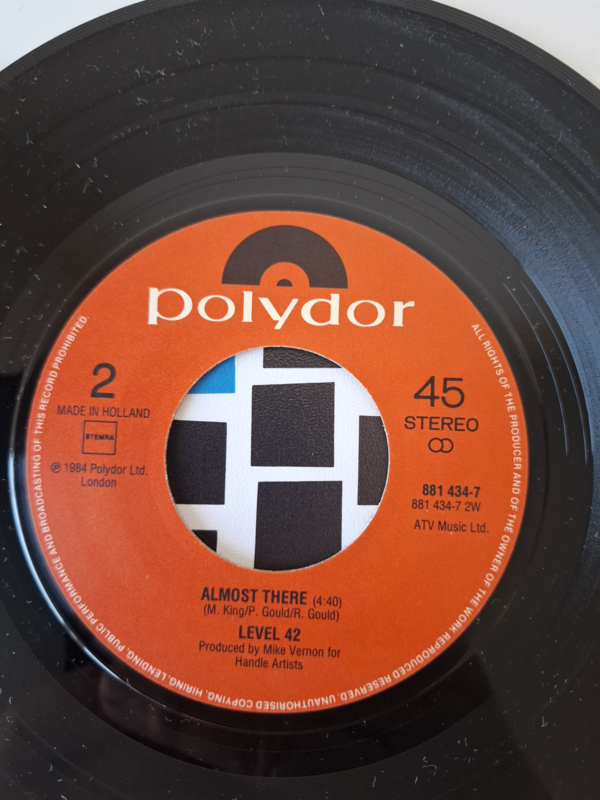 polydor
2
MADE IN HOLLAND
STEMRA
℗ 1984 Polydor Ltd.
London
45
STEREO
881 434-7
881 434-7 2W
ATV Music Ltd.
ALMOST THERE (4:40)
(M. King/P. Gould/R. Gould)
LEVEL 42
Produced by Mike Vernon for
Handle Artists
ALL RIGHTS OF THE PRODUCER AND OF THE OWNER OF THE WORK REPRODUCED RESERVED. UNAUTHORISED COPYING, HIRING, LENDING, PUBLIC PERFORMANCE AND BROADCASTING OF THIS RECORD PROHIBITED.